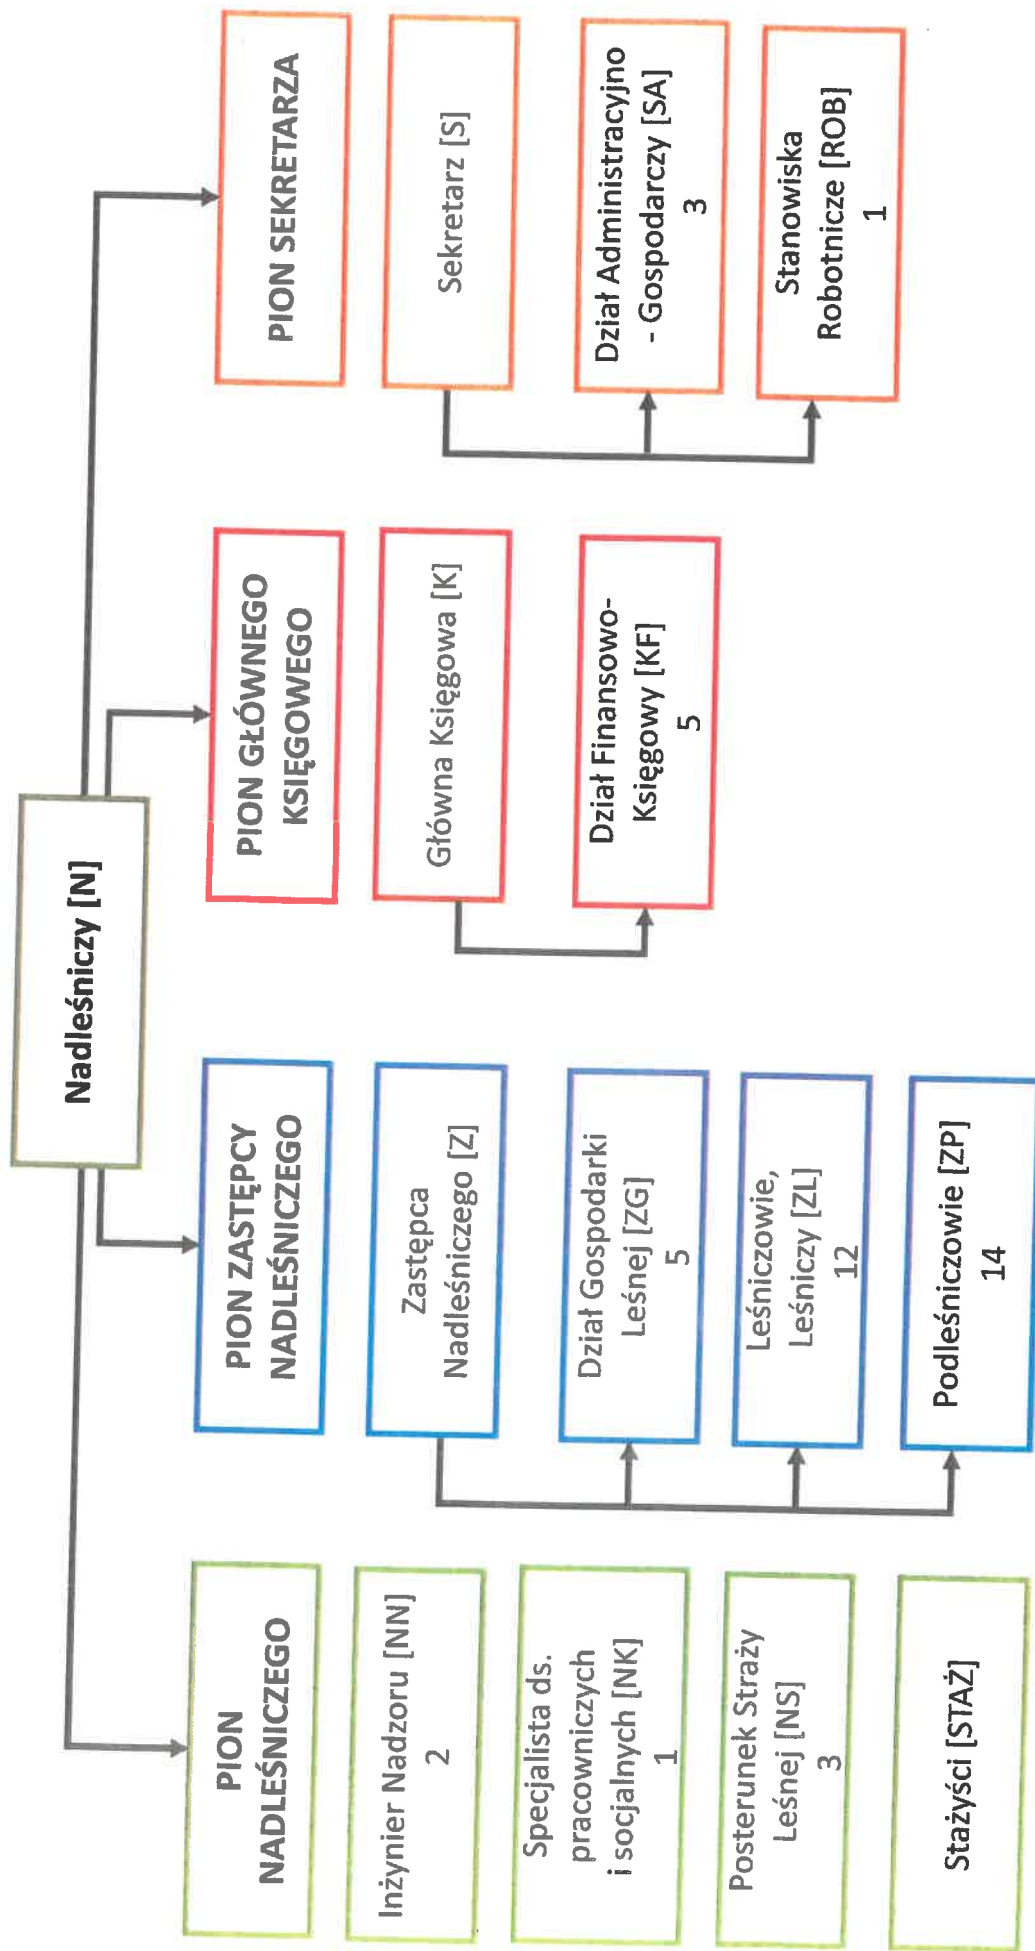 Nadleśniczy [N]
PION
NADLEŚNICZEGO
Inżynier Nadzoru [NN]
2
Specjalista ds.
pracowniczych
i socjalnych [NK]
1
Posterunek Straży
Leśnej [NS]
3
Stażyści [STAŻ]
PION ZASTĘPCY
NADLEŚNICZEGO
Zastępca
Nadleśniczego [Z]
Dział Gospodarki
Leśnej [ZG]
5
Leśniczowie,
Leśniczy [ZL]
12
Podleśniczowie [ZP]
14
PION GŁÓWNEGO
KSIĘGOWEGO
Główna Księgowa [K]
Dział Finansowo-
Księgowy [KF]
5
PION SEKRETARZA
Sekretarz [S]
Dział Administracyjno
- Gospodarczy [SA]
3
Stanowiska
Robotnicze [ROB]
1